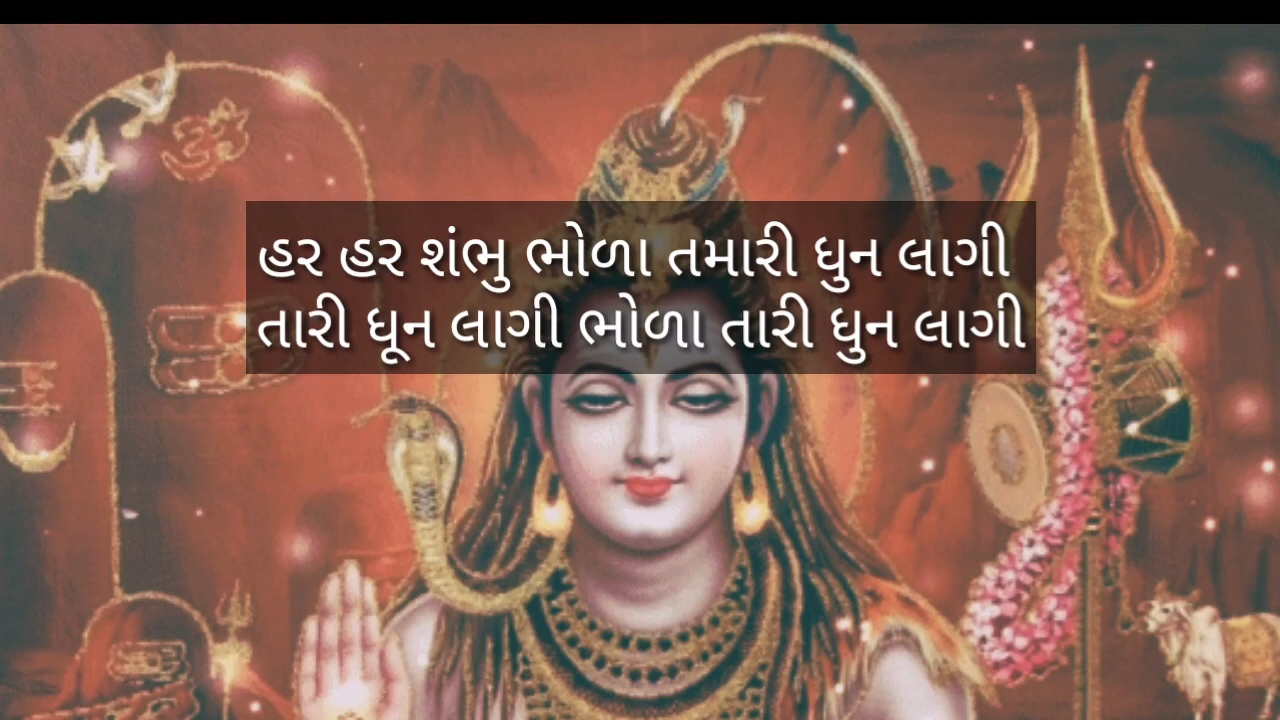 ૐ
હર હર શંભુ ભોળા તમારી ધુન લાગી
તારી ધૂન લાગી ભોળા તારી ધુન લાગી